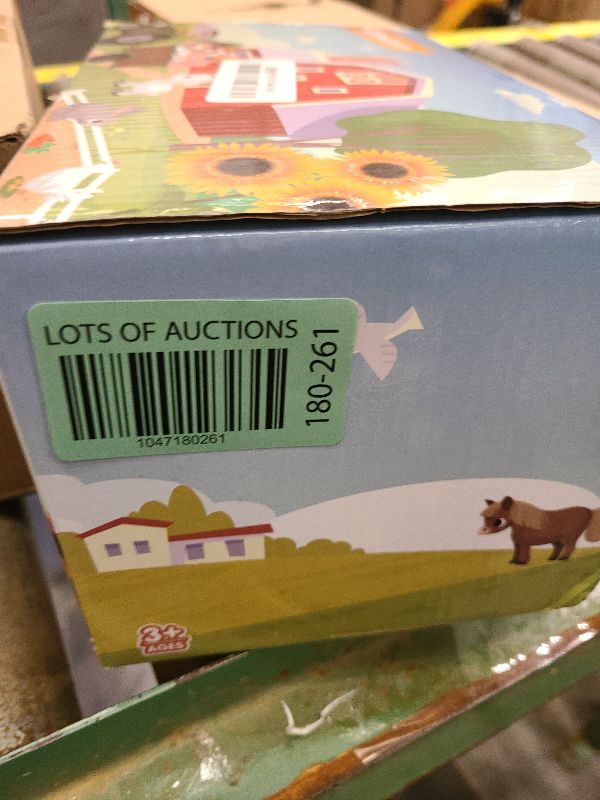 LOTS OF AUCTIONS
180-261
1047180261
3+
AGES